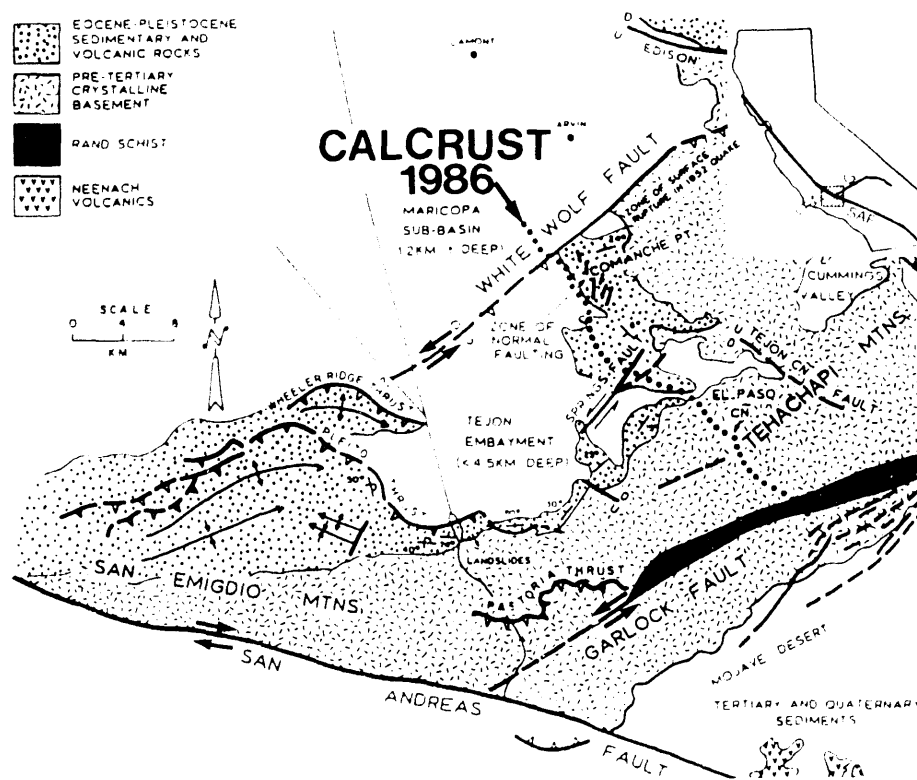 EOCENE-PLEISTOCENE
SEDIMENTARY AND
VOLCANIC ROCKS
PRE-TERTIARY
CRYSTALLINE
BASEMENT
RAND SCHIST
NEENACH
VOLCANICS
LAMONT
ARVIN
D
U
EDISON
CALCRUST
1986
MARICOPA
SUB-BASIN
DEEP)
WHITE WOLF FAULT
ZONE OF SURFACE
RUPTURE IN 1952 QUAKE
COMANCHE PT
SAF
CUMMINGS
VALLEY
SCALE
0 4 8
KM
N
ZONE OF
NORMAL
FAULTING
WHEELER RIDGE
TEJON
EMBAYMENT
(<4.5KM DEEP)
SPRINGS FAUL
U TEJON
D
FAULT
EL PASO
CN.
TEHACHAPI MTNS.
30°
LANDSLIDES
PASTORIA THRUST
GARLOCK FAULT
SAN EMIGDIO MTNS.
SAN ANDREAS FAULT
MOJAVE DESERT
TERTIARY AND QUATERNARY
SEDIMENTS